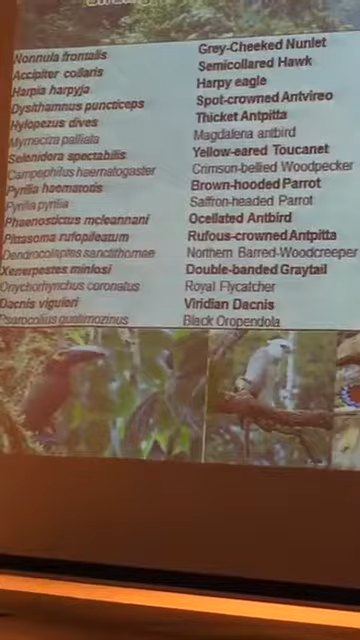 Nonnula frontalis Grey-Cheeked Nunlet
Accipiter collaris Semicollared Hawk
Harpia harpyja Harpy eagle
Dysithamnus puncticeps Spot-crowned Antvireo
Hylopezus dives Thicket Antpitta
Myrmeciza palliata Magdalena antbird
Selenidera spectabilis Yellow-eared Toucanet
Campephilus haematogaster Crimson-bellied Woodpecker
Pyrilia haematotis Brown-hooded Parrot
Pyrilia pyrilia Saffron-headed Parrot
Phaenostictus mcleannani Ocellated Antbird
Pittasoma rufopileatum Rufous-crowned Antpitta
Dendrocolaptes sanctithomae Northern Barred-Woodcreeper
Xenerpestes minlosi Double-banded Graytail
Onychorhynchus coronatus Royal Flycatcher
Dacnis viguieri Viridian Dacnis
Psarocolius guatimozinus Black Oropendola